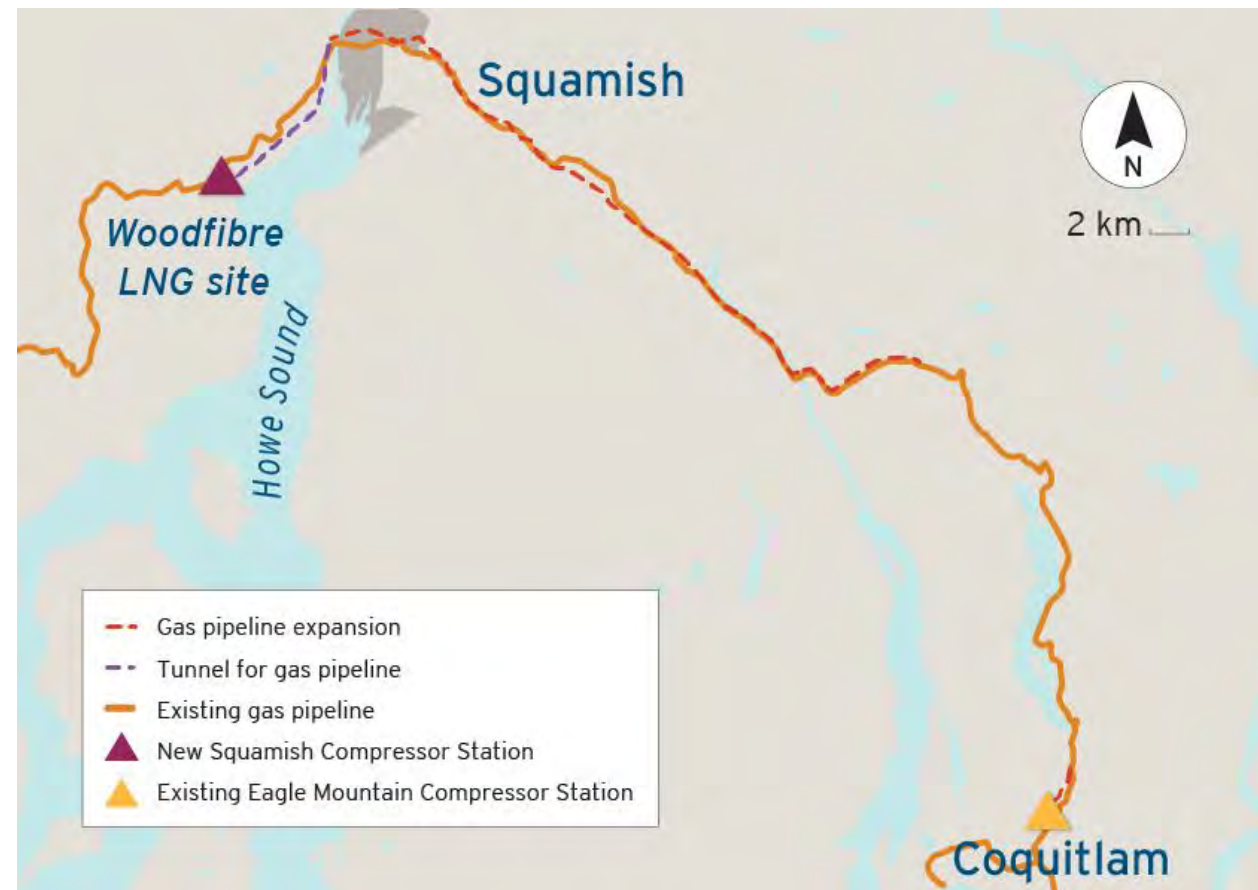 Squamish
N
2 km
Woodfibre
LNG site
Howe Sound
Gas pipeline expansion
Tunnel for gas pipeline
Existing gas pipeline
New Squamish Compressor Station
Existing Eagle Mountain Compressor Station
Coquitlam